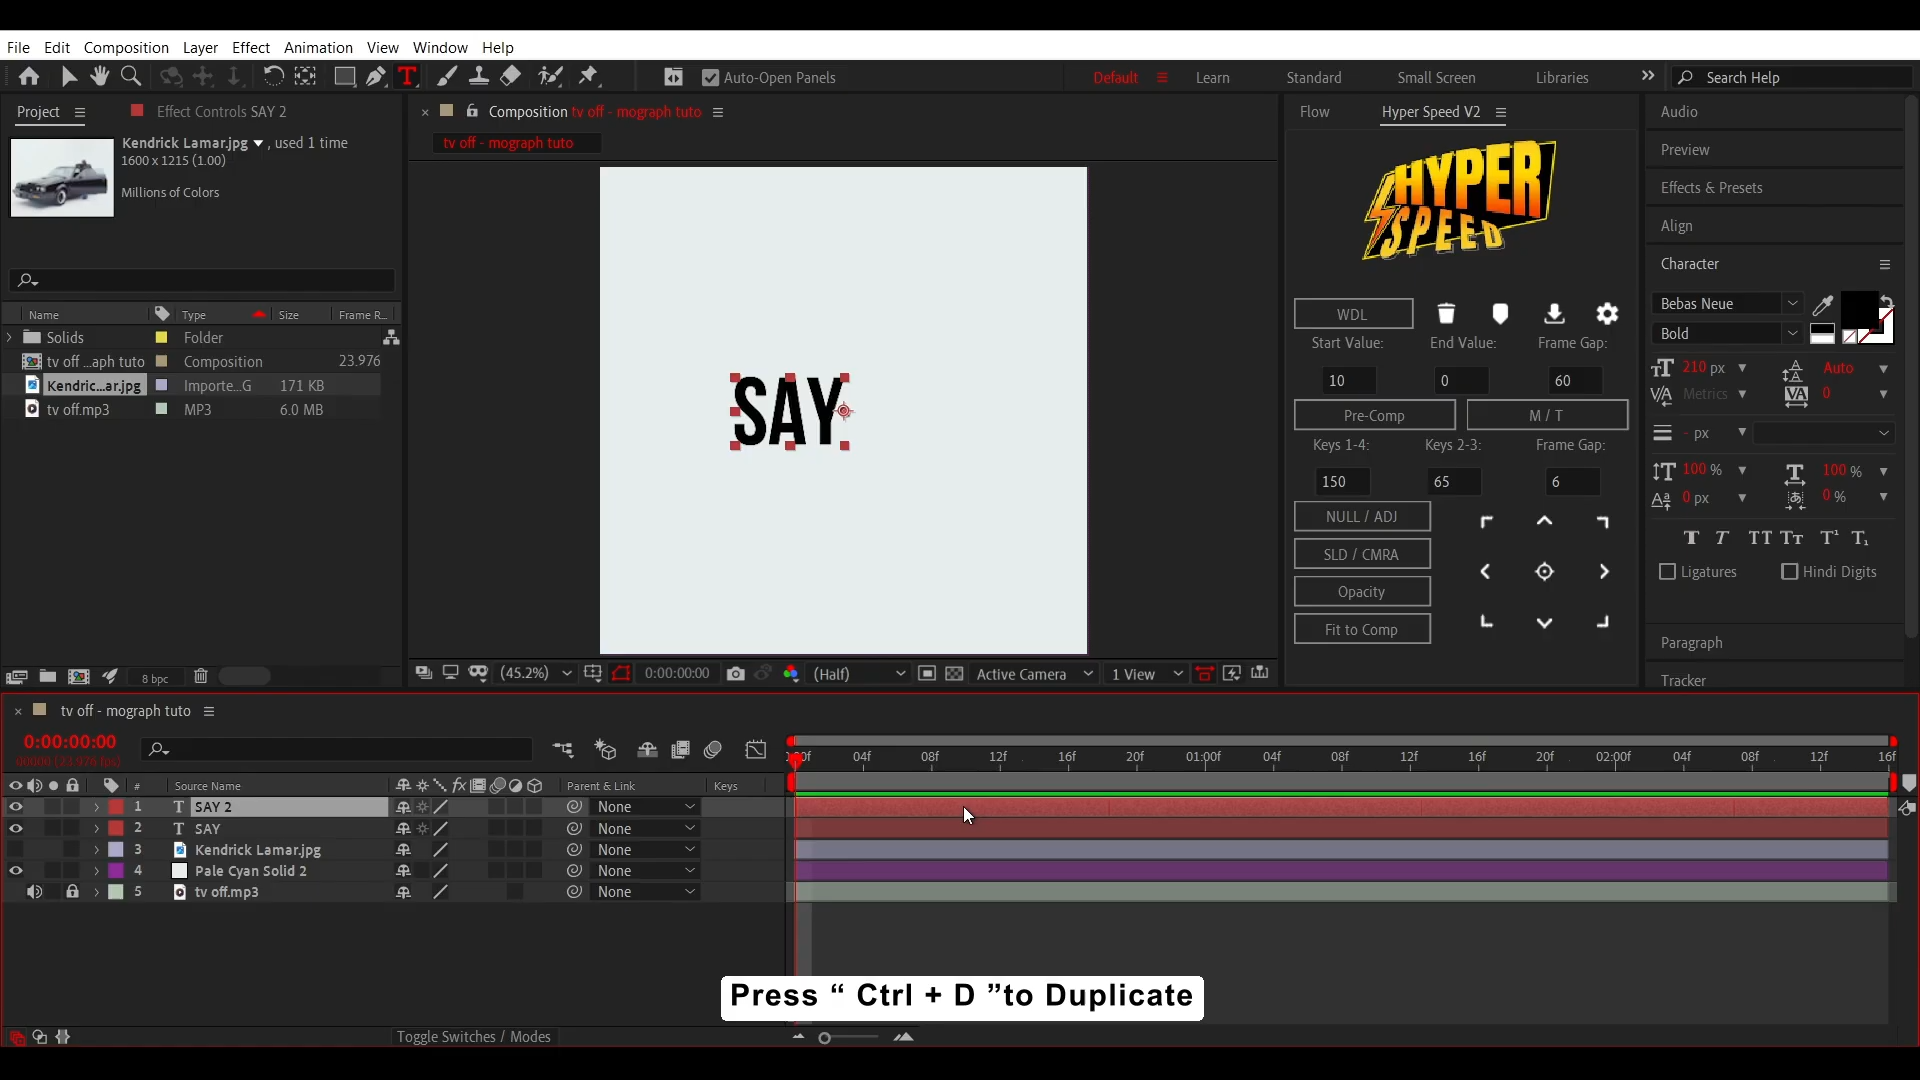 File Edit Composition Layer Effect Animation View Window Help
Auto-Open Panels Default Learn Standard Small Screen Libraries Search Help
Project Effect Controls SAY 2
Kendrick Lamar.jpg , used 1 time
1600 x 1215 (1.00)
Millions of Colors
Name Type Size Frame R...
Solids Folder
tv off ...aph tuto Composition 23.976
Kendric...ar.jpg Importe...G 171 KB
tv off.mp3 MP3 6.0 MB
8 bpc
Composition tv off - mograph tuto
tv off - mograph tuto
SAY
(45.2%) 0:00:00:00 (Half) Active Camera 1 View
Flow Hyper Speed V2
HYPER
SPEED
WDL
Start Value: End Value: Frame Gap:
10 0 60
Pre-Comp M / T
Keys 1-4: Keys 2-3: Frame Gap:
150 65 6
NULL / ADJ
SLD / CMRA
Opacity
Fit to Comp
Audio
Preview
Effects & Presets
Align
Character
Bebas Neue
Bold
210 px Auto
Metrics 0
- px
100 % 100 %
0 px 0 %
T T TT Tт T¹ T₁
Ligatures Hindi Digits
Paragraph
Tracker
tv off - mograph tuto
0:00:00:00
00000 (23.976 fps)
04f 08f 12f 16f 20f 01:00f 04f 08f 12f 16f 20f 02:00f 04f 08f 12f 16f
# Source Name Parent & Link Keys
1 T SAY 2 None
2 T SAY None
3 Kendrick Lamar.jpg None
4 Pale Cyan Solid 2 None
5 tv off.mp3 None
Press “ Ctrl + D ”to Duplicate
Toggle Switches / Modes